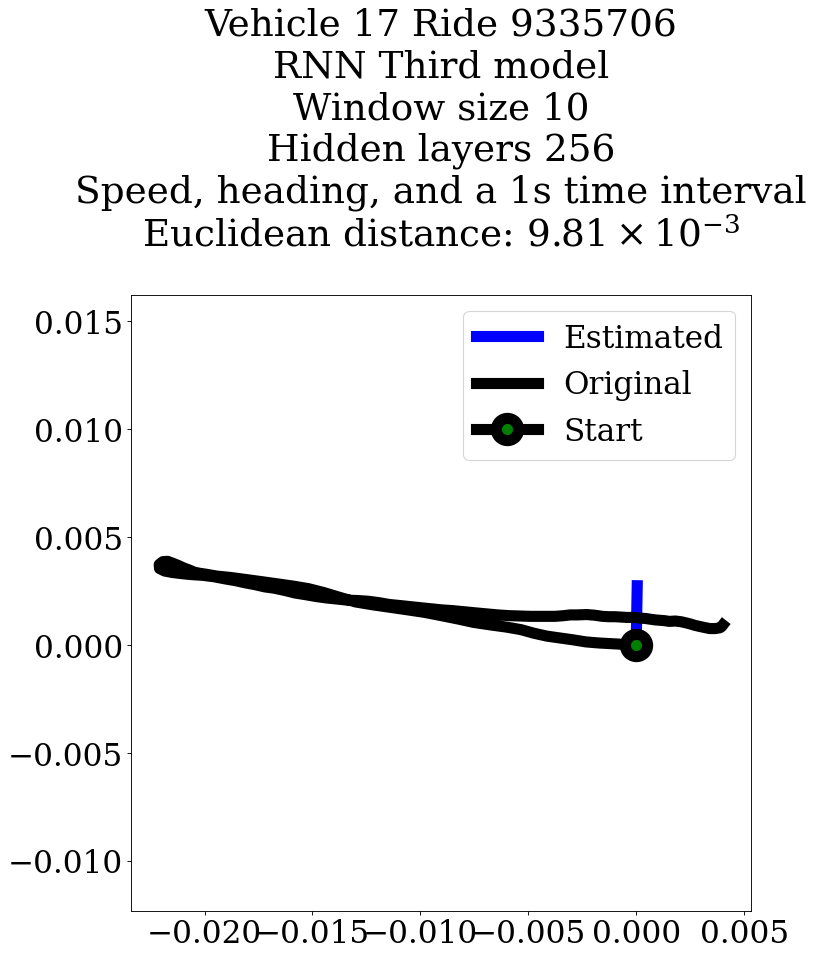 Vehicle 17 Ride 9335706
RNN Third model
Window size 10
Hidden layers 256
Speed, heading, and a 1s time interval
Euclidean distance: 9.81 × 10⁻³
Estimated
Original
Start
0.015
0.010
0.005
0.000
−0.005
−0.010
−0.020 −0.015 −0.010 −0.005 0.000 0.005